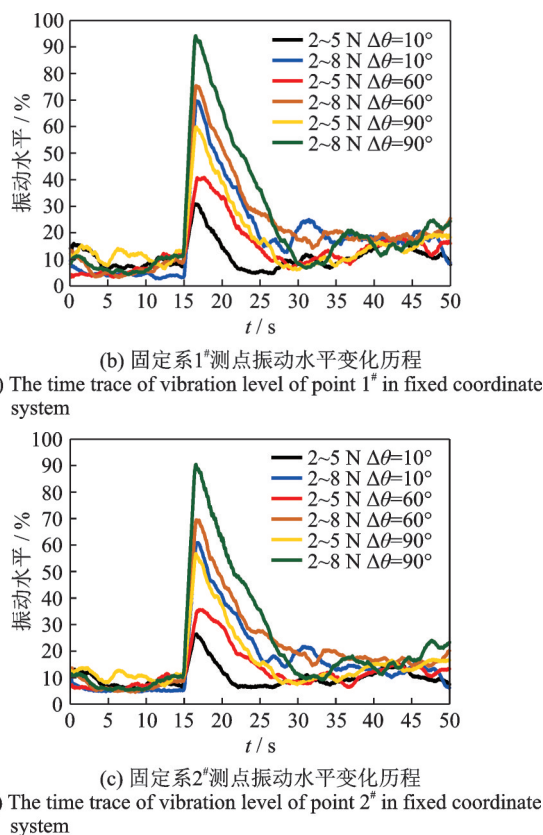 100
90
80
70
60
50
40
30
20
10
0
振动水平 / %
2~5 N Δθ=10°
2~8 N Δθ=10°
2~5 N Δθ=60°
2~8 N Δθ=60°
2~5 N Δθ=90°
2~8 N Δθ=90°
0 5 10 15 20 25 30 35 40 45 50
t / s
(b) 固定系1#测点振动水平变化历程
) The time trace of vibration level of point 1# in fixed coordinate
system
100
90
80
70
60
50
40
30
20
10
0
振动水平 / %
2~5 N Δθ=10°
2~8 N Δθ=10°
2~5 N Δθ=60°
2~8 N Δθ=60°
2~5 N Δθ=90°
2~8 N Δθ=90°
0 5 10 15 20 25 30 35 40 45 50
t / s
(c) 固定系2#测点振动水平变化历程
) The time trace of vibration level of point 2# in fixed coordinate
system